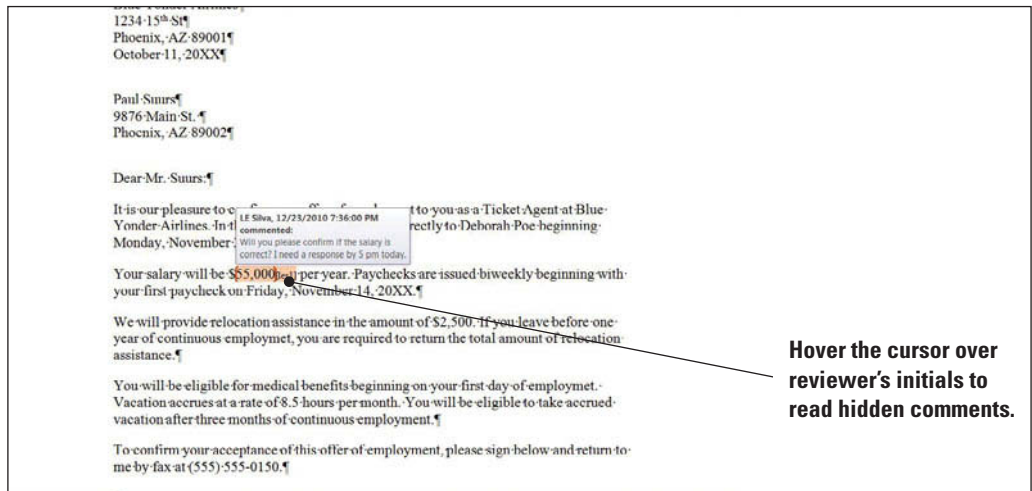 1234 15th St¶
Phoenix, AZ 89001¶
October 11, 20XX¶
Paul Suurs¶
9876 Main St. ¶
Phoenix, AZ 89002¶
Dear Mr. Suurs:¶
It is our pleasure to to you as a Ticket Agent at Blue
Yonder Airlines. In rectly to Deborah Poe beginning
Monday, November
LE Silva, 12/23/2010 7:36:00 PM
commented:
Will you please confirm if the salary is
correct? I need a response by 5 pm today.
Your salary will be $55,000 per year. Paychecks are issued biweekly beginning with
your first paycheck on Friday, November 14, 20XX.¶
We will provide relocation assistance in the amount of $2,500. If you leave before one
year of continuous employmet, you are required to return the total amount of relocation
assistance.¶
You will be eligible for medical benefits beginning on your first day of employmet.
Vacation accrues at a rate of 8.5 hours per month. You will be eligible to take accrued
vacation after three months of continuous employment.¶
To confirm your acceptance of this offer of employment, please sign below and return to
me by fax at (555) 555-0150.¶
Hover the cursor over
reviewer's initials to
read hidden comments.